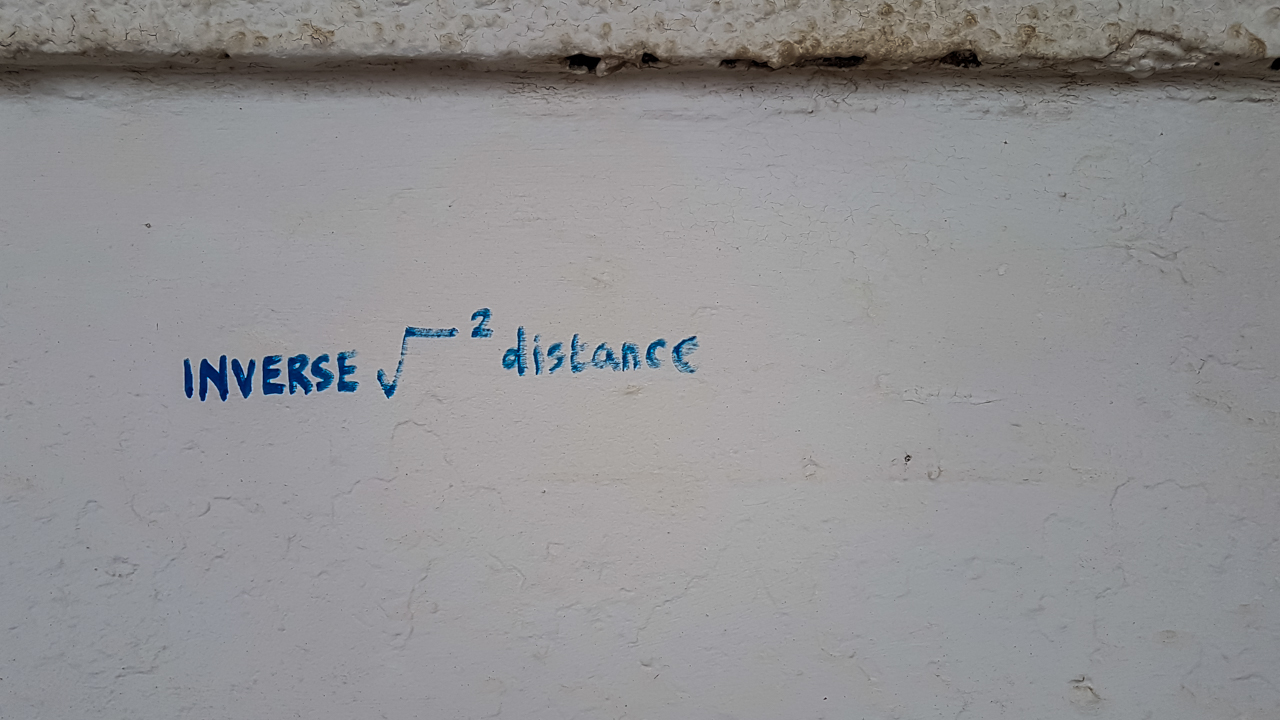 INVERSE √ ² distance